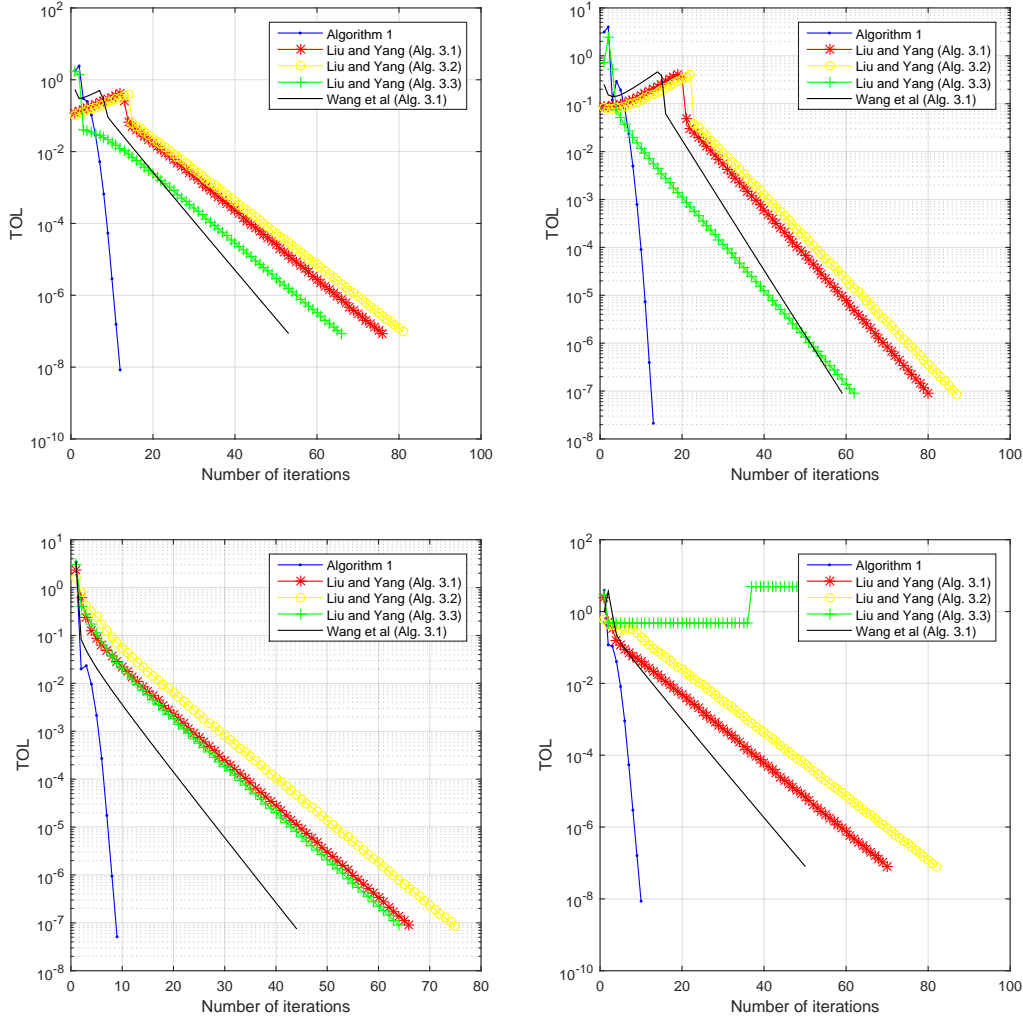 Algorithm 1
Liu and Yang (Alg. 3.1)
Liu and Yang (Alg. 3.2)
Liu and Yang (Alg. 3.3)
Wang et al (Alg. 3.1)
10^2
10^0
10^-2
10^-4
10^-6
10^-8
10^-10
TOL
0 20 40 60 80 100
Number of iterctions
Algorithm 1
Liu and Yang (Alg. 3.1)
Liu and Yang (Alg. 3.2)
Liu and Yang (Alg. 3.3)
Wang et al (Alg. 3.1)
10^1
10^0
10^-1
10^-2
10^-3
10^-4
10^-5
10^-6
10^-7
10^-8
TOL
0 20 40 60 80 100
Number of iterctions
Algorithm 1
Liu and Yang (Alg. 3.1)
Liu and Yang (Alg. 3.2)
Liu and Yang (Alg. 3.3)
Wang et al (Alg. 3.1)
10^1
10^0
10^-1
10^-2
10^-3
10^-4
10^-5
10^-6
10^-7
10^-8
TOL
0 10 20 30 40 50 60 70 80
Number of iterctions
Algorithm 1
Liu and Yang (Alg. 3.1)
Liu and Yang (Alg. 3.2)
Liu and Yang (Alg. 3.3)
Wang et al (Alg. 3.1)
10^2
10^0
10^-2
10^-4
10^-6
10^-8
10^-10
TOL
0 20 40 60 80 100
Number of iterctions